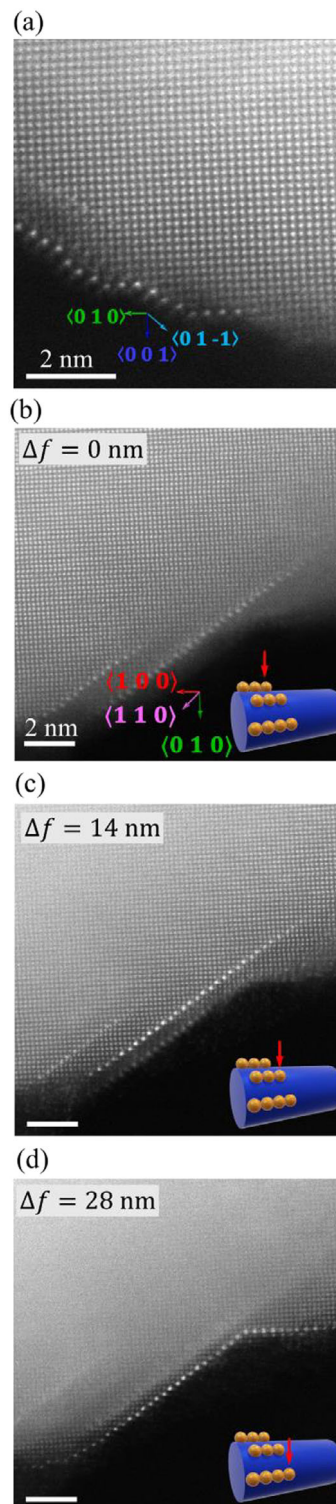 (a)
⟨0 1 0⟩
⟨0 1 -1⟩
⟨0 0 1⟩
2 nm
(b)
Δf = 0 nm
⟨1 0 0⟩
⟨1 1 0⟩
⟨0 1 0⟩
2 nm
(c)
Δf = 14 nm
(d)
Δf = 28 nm